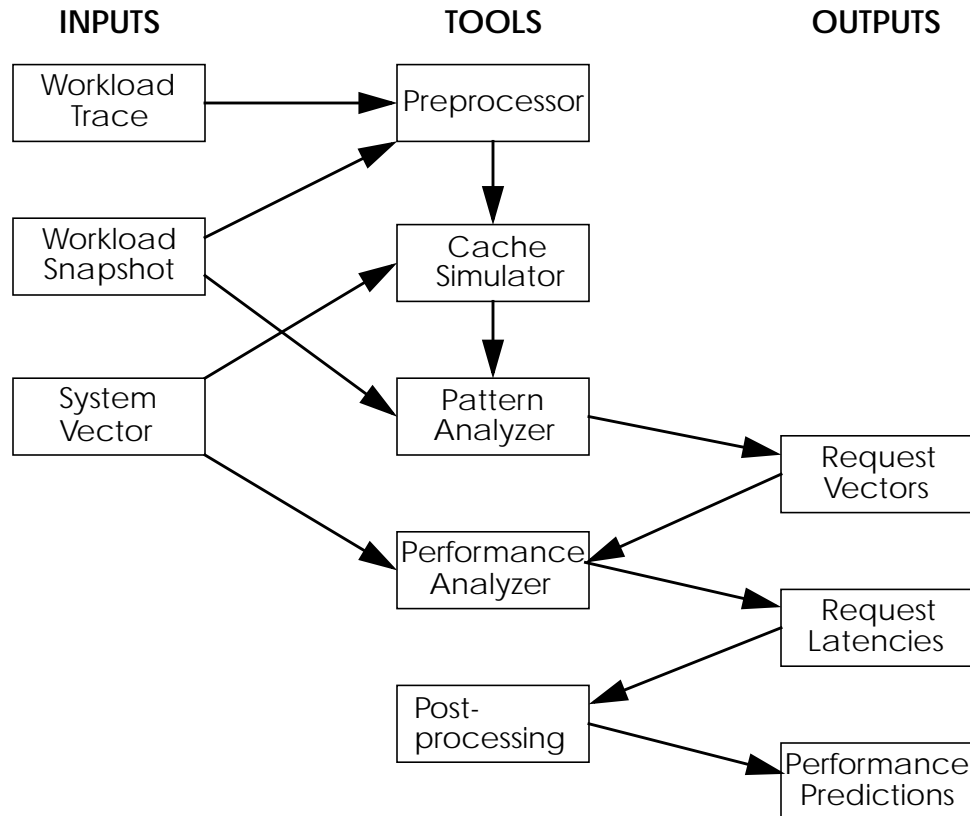 INPUTS
TOOLS
OUTPUTS
Workload
Trace
Preprocessor
Workload
Snapshot
Cache
Simulator
System
Vector
Pattern
Analyzer
Request
Vectors
Performance
Analyzer
Request
Latencies
Post-
processing
Performance
Predictions